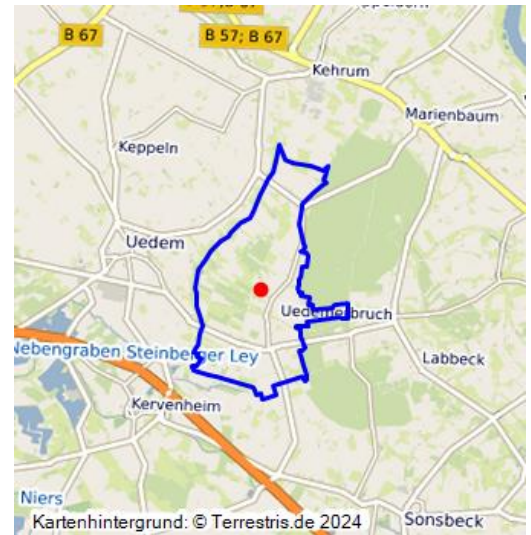 B 67
B 57; B 67
Kehrum
Marienbaum
Keppeln
Uedem
Uedemerbruch
Nebengraben Steinberger Ley
Labbeck
Kervenheim
Niers
Sonsbeck
Kartenhintergrund: © Terrestris.de 2024